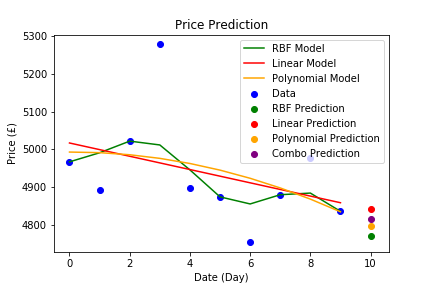 Price Prediction
5300
5200
5100
5000
4900
4800
Price (£)
RBF Model
Linear Model
Polynomial Model
Data
RBF Prediction
Linear Prediction
Polynomial Prediction
Combo Prediction
0 2 4 6 8 10
Date (Day)